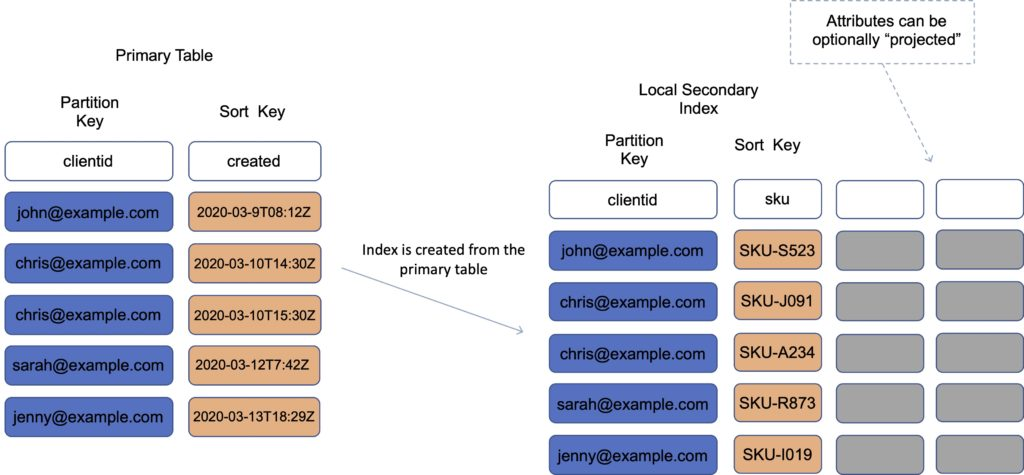 Attributes can be
optionally “projected”
Primary Table
Partition
Key
Sort Key
clientid
created
john@example.com
2020-03-9T08:12Z
chris@example.com
2020-03-10T14:30Z
chris@example.com
2020-03-10T15:30Z
sarah@example.com
2020-03-12T7:42Z
jenny@example.com
2020-03-13T18:29Z
Index is created from the
primary table
Local Secondary
Index
Partition
Key
Sort Key
clientid
sku
john@example.com
SKU-S523
chris@example.com
SKU-J091
chris@example.com
SKU-A234
sarah@example.com
SKU-R873
jenny@example.com
SKU-I019